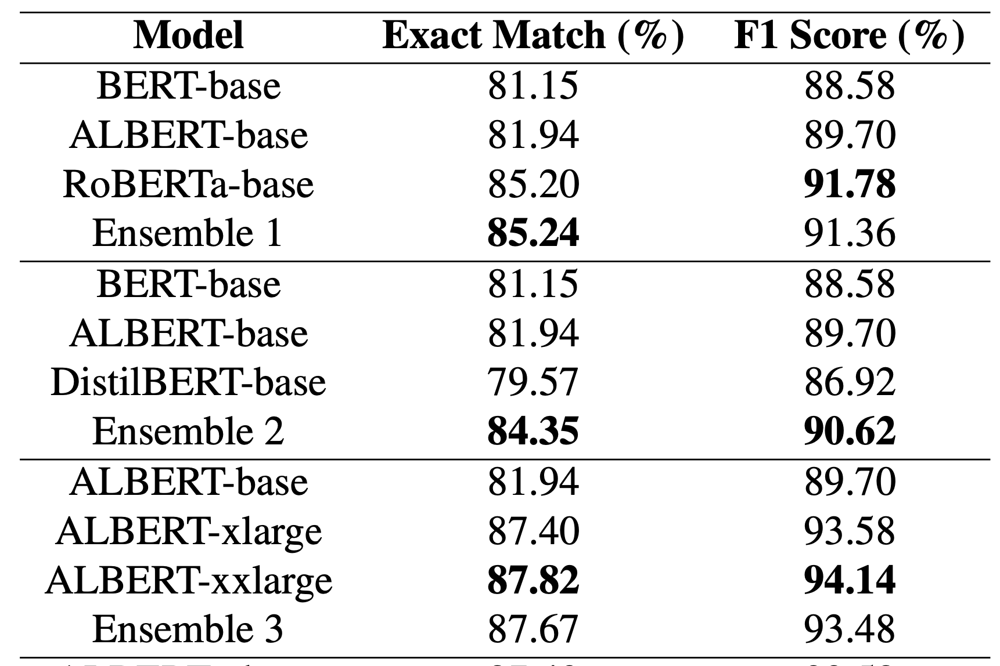 Model Exact Match (%) F1 Score (%)
BERT-base 81.15 88.58
ALBERT-base 81.94 89.70
RoBERTa-base 85.20 91.78
Ensemble 1 85.24 91.36
BERT-base 81.15 88.58
ALBERT-base 81.94 89.70
DistilBERT-base 79.57 86.92
Ensemble 2 84.35 90.62
ALBERT-base 81.94 89.70
ALBERT-xlarge 87.40 93.58
ALBERT-xxlarge 87.82 94.14
Ensemble 3 87.67 93.48